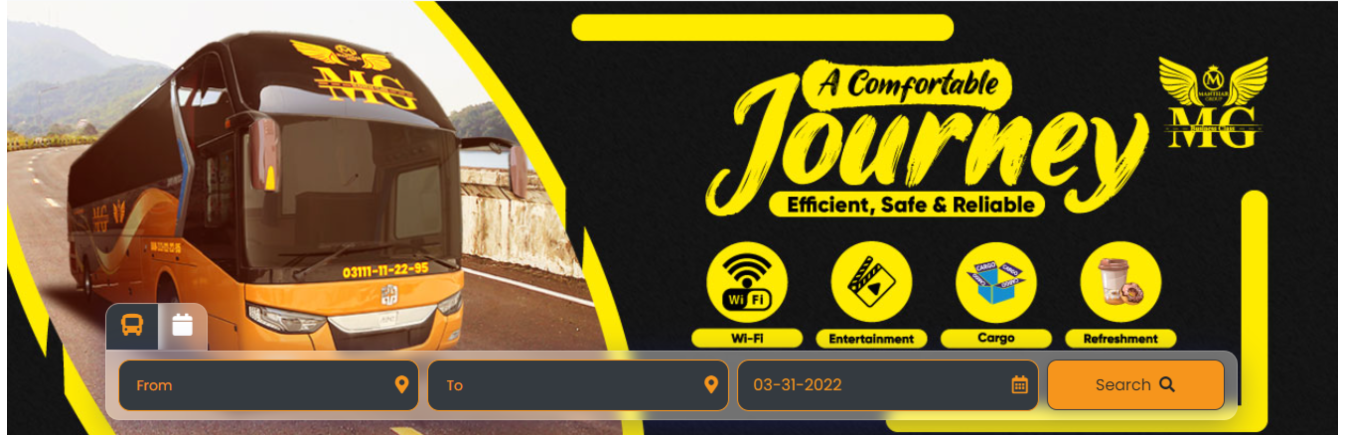 MG
MG
03111-11-22-95
A Comfortable
Journey
Efficient, Safe & Reliable
M
MANTHAR
GROUP
MG
Business Class
Wi Fi
CARGO
Wi-Fi
Entertainment
Cargo
Refreshment
From
To
03-31-2022
Search